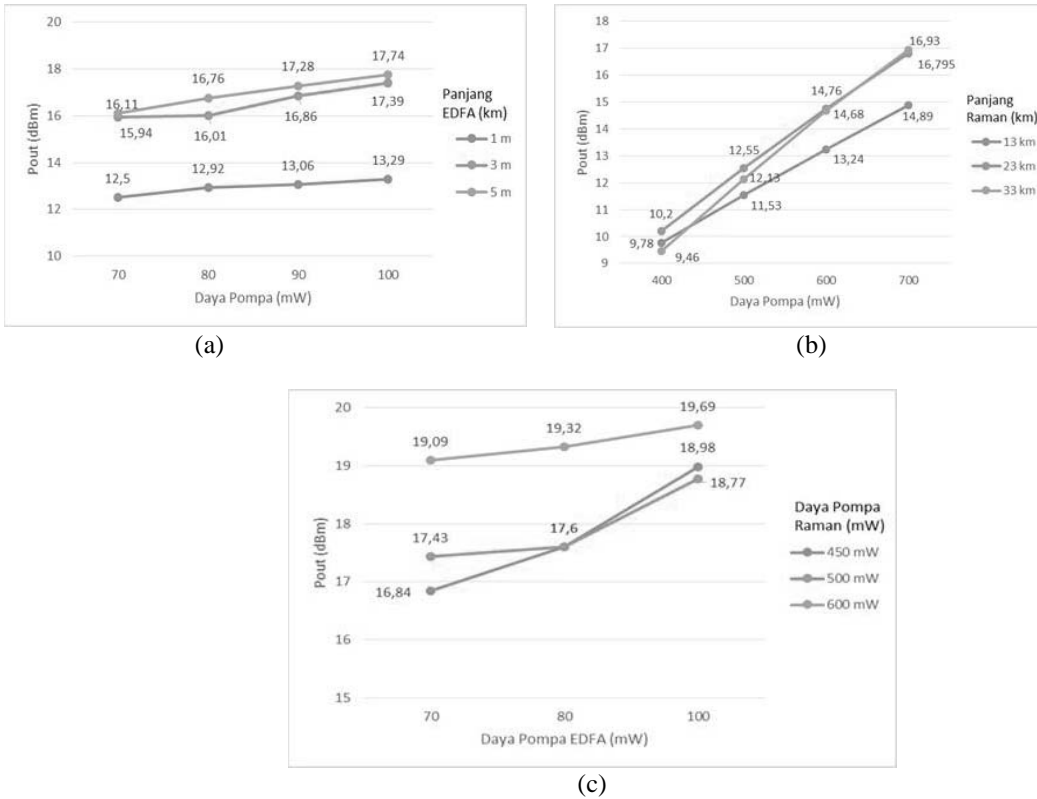 20
18
16
14
12
10
Pout (dBm)
16,11
16,76
17,28
17,74
15,94
16,01
16,86
17,39
12,5
12,92
13,06
13,29
70
80
90
100
Daya Pompa (mW)
Panjang
EDFA (km)
1 m
3 m
5 m
(a)
18
17
16
15
14
13
12
11
10
9
Pout (dBm)
16,93
16,795
14,76
14,68
14,89
12,55
12,13
13,24
11,53
10,2
9,78
9,46
400
500
600
700
Daya Pompa (mW)
Panjang
Raman (km)
13 km
23 km
33 km
(b)
20
19
18
17
16
15
Pout (dBm)
19,09
19,32
19,69
18,98
18,77
17,43
17,6
16,84
70
80
100
Daya Pompa EDFA (mW)
Daya Pompa
Raman (mW)
450 mW
500 mW
600 mW
(c)